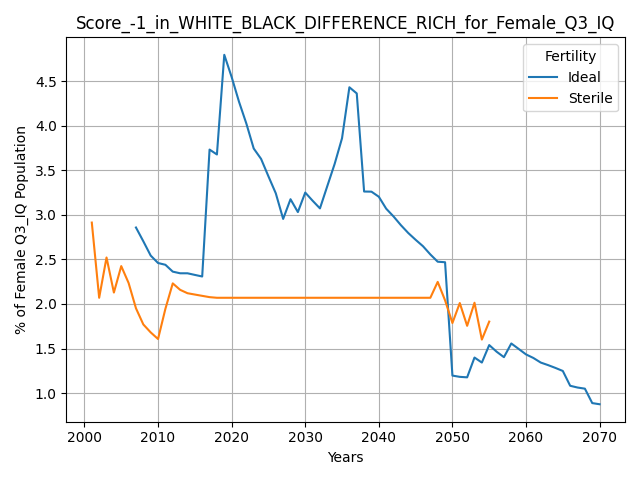 Score_-1_in_WHITE_BLACK_DIFFERENCE_RICH_for_Female_Q3_IQ
Fertility
Ideal
Sterile
% of Female Q3_IQ Population
4.5
4.0
3.5
3.0
2.5
2.0
1.5
1.0
2000 2010 2020 2030 2040 2050 2060 2070
Years